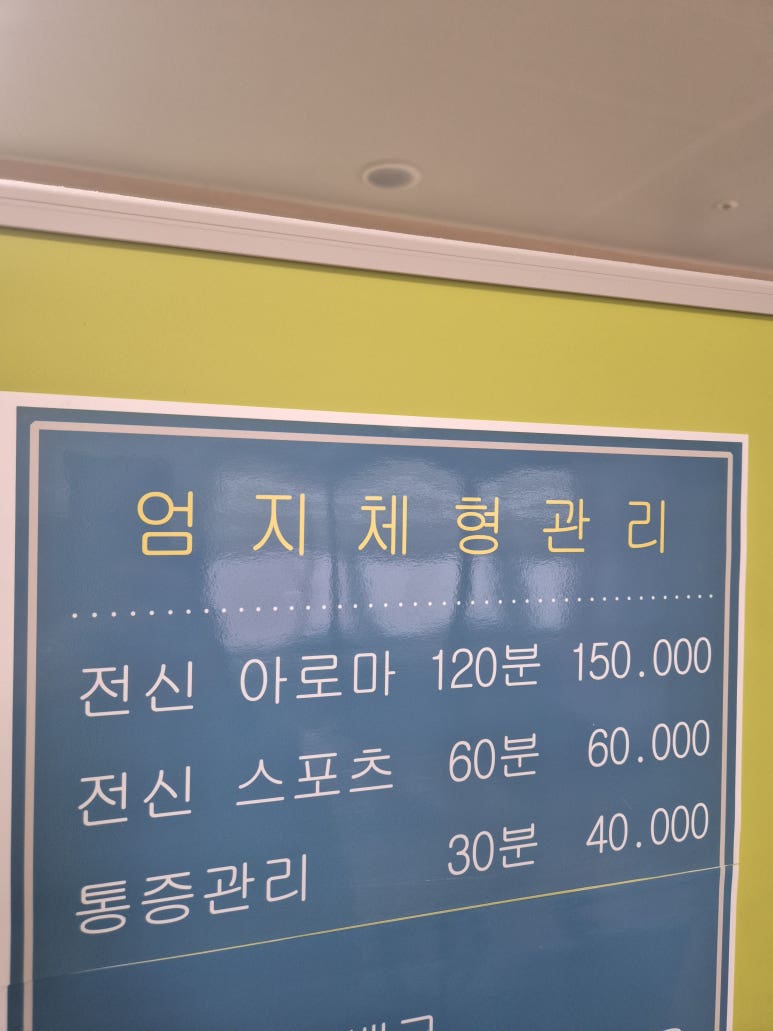 엄지체형관리
전신 아로마 120분 150.000
전신 스포츠 60분 60.000
통증관리 30분 40.000